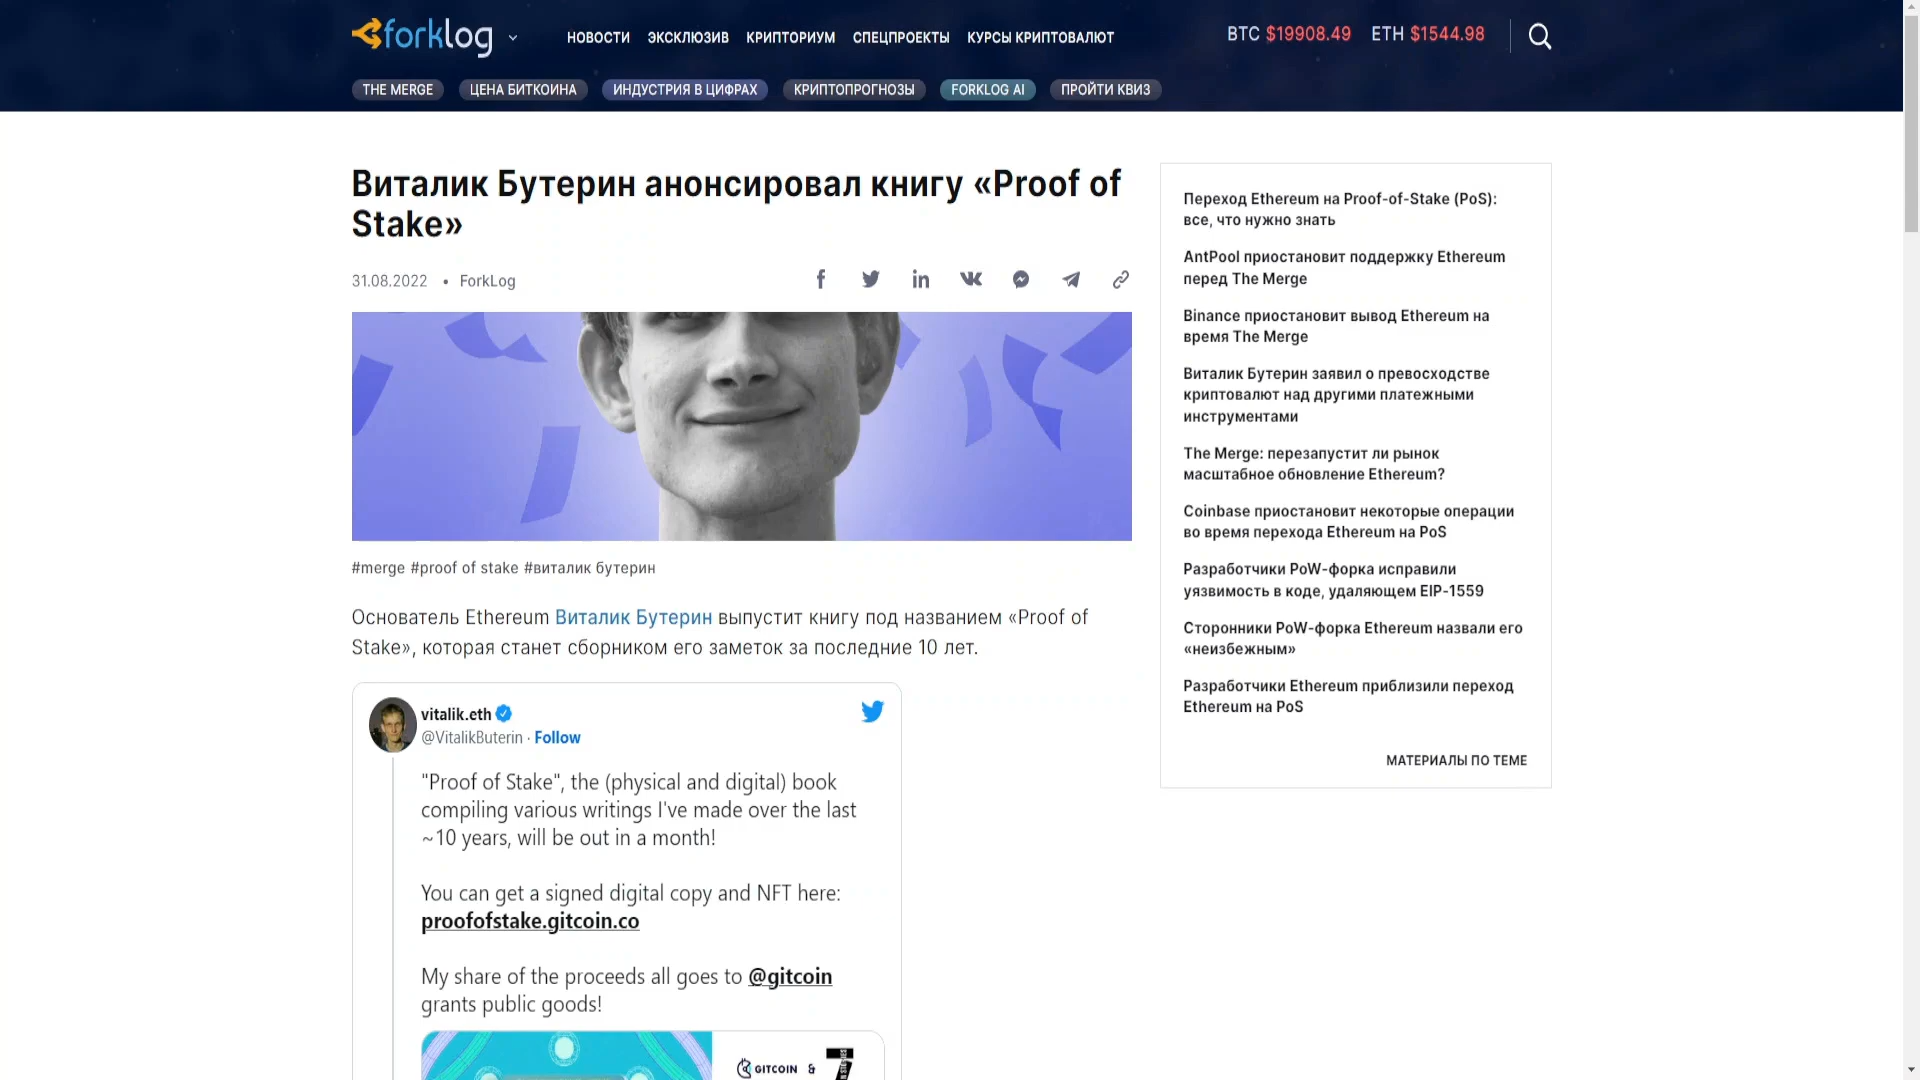 forklog
НОВОСТИ ЭКСКЛЮЗИВ КРИПТОРИУМ СПЕЦПРОЕКТЫ КУРСЫ КРИПТОВАЛЮТ
BTC $19908.49 ETH $1544.98
THE MERGE ЦЕНА БИТКОИНА ИНДУСТРИЯ В ЦИФРАХ КРИПТОПРОГНОЗЫ FORKLOG AI ПРОЙТИ КВИЗ
Виталик Бутерин анонсировал книгу «Proof of
Stake»
31.08.2022 • ForkLog
#merge #proof of stake #виталик бутерин
Основатель Ethereum Виталик Бутерин выпустит книгу под названием «Proof of
Stake», которая станет сборником его заметок за последние 10 лет.
vitalik.eth
@VitalikButerin · Follow
"Proof of Stake", the (physical and digital) book
compiling various writings I've made over the last
~10 years, will be out in a month!
You can get a signed digital copy and NFT here:
proofofstake.gitcoin.co
My share of the proceeds all goes to @gitcoin
grants public goods!
GITCOIN & 7
Переход Ethereum на Proof-of-Stake (PoS):
все, что нужно знать
AntPool приостановит поддержку Ethereum
перед The Merge
Binance приостановит вывод Ethereum на
время The Merge
Виталик Бутерин заявил о превосходстве
криптовалют над другими платежными
инструментами
The Merge: перезапустит ли рынок
масштабное обновление Ethereum?
Coinbase приостановит некоторые операции
во время перехода Ethereum на PoS
Разработчики PoW-форка исправили
уязвимость в коде, удаляющем EIP-1559
Сторонники PoW-форка Ethereum назвали его
«неизбежным»
Разработчики Ethereum приблизили переход
Ethereum на PoS
МАТЕРИАЛЫ ПО ТЕМЕ